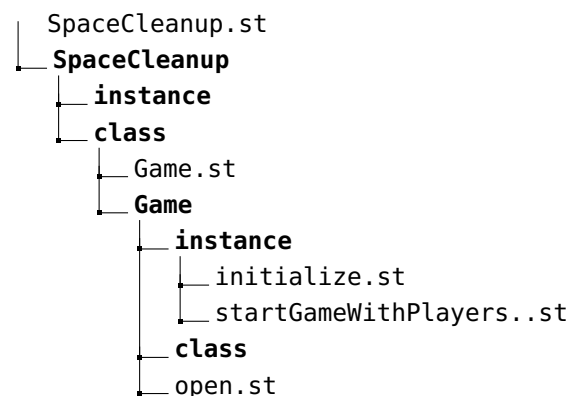 SpaceCleanup.st
SpaceCleanup
instance
class
Game.st
Game
instance
initialize.st
startGameWithPlayers..st
class
open.st